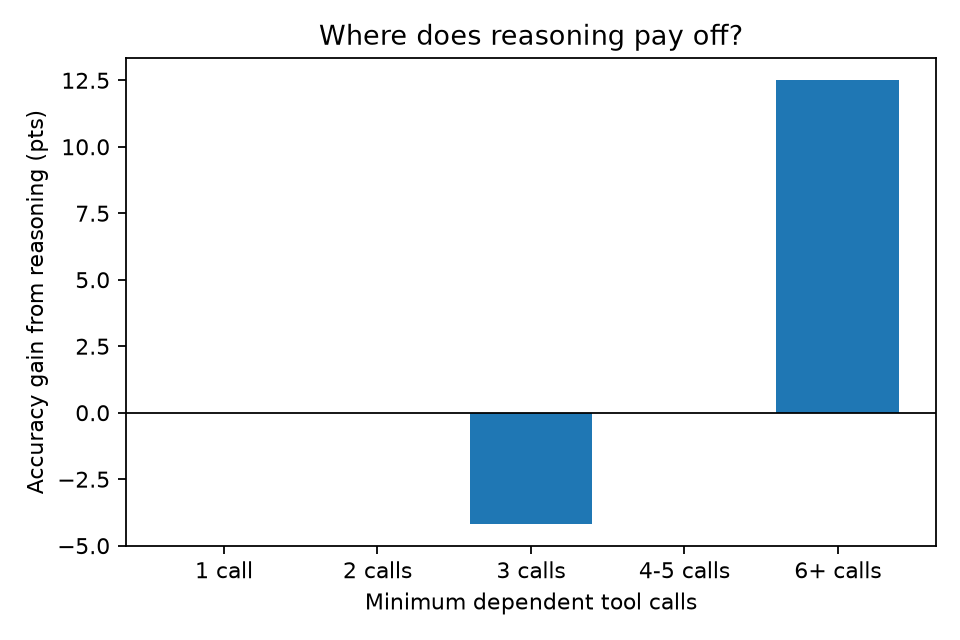 Where does reasoning pay off?
Accuracy gain from reasoning (pts)
12.5
10.0
7.5
5.0
2.5
0.0
−2.5
−5.0
1 call
2 calls
3 calls
4-5 calls
6+ calls
Minimum dependent tool calls